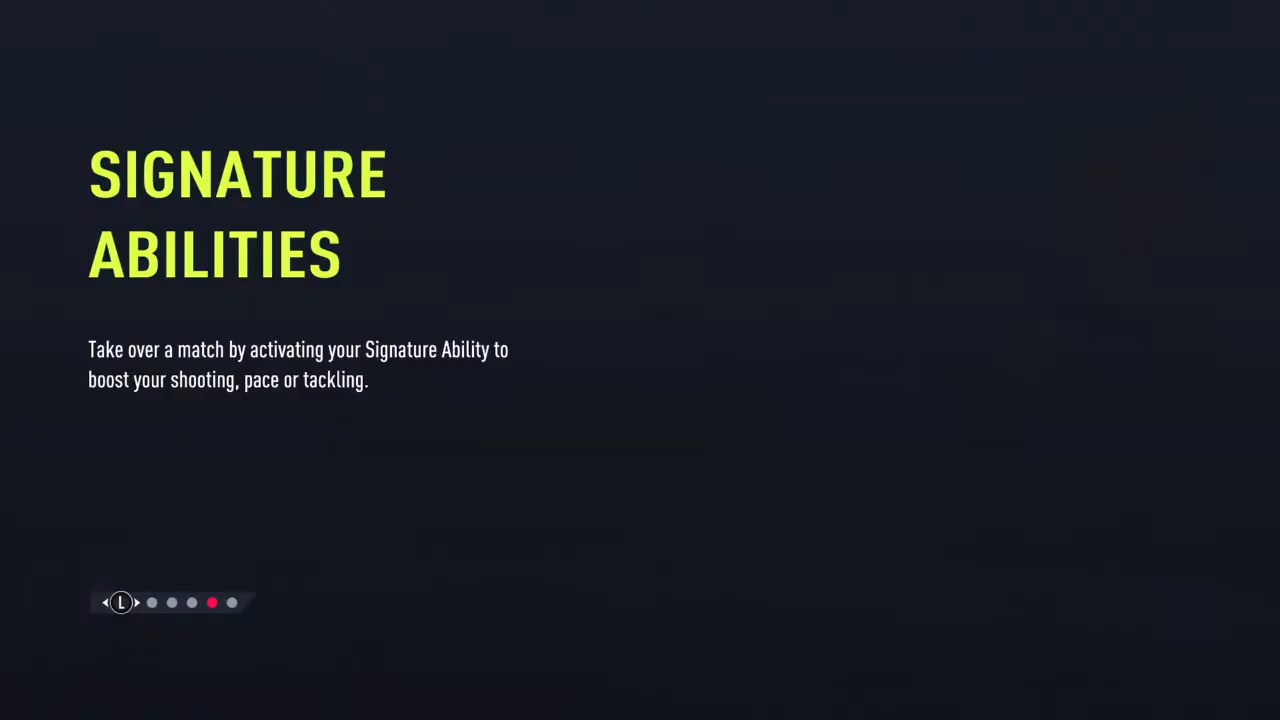 SIGNATURE
ABILITIES
Take over a match by activating your Signature Ability to
boost your shooting, pace or tackling.
L